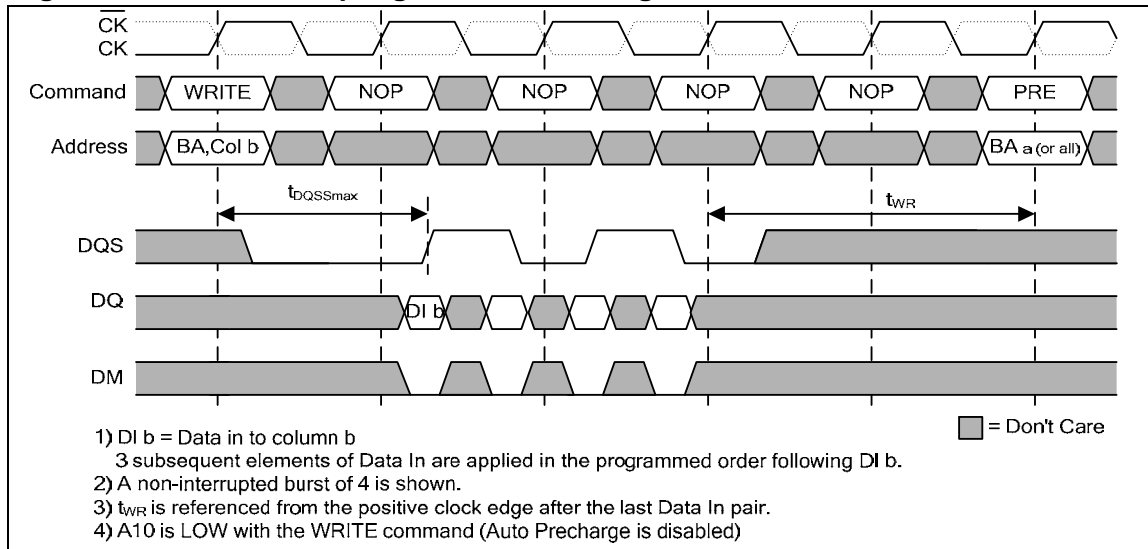 CK
CK
Command WRITE NOP NOP NOP NOP PRE
Address BA,Col b BA a (or all)
tDQSSmax tWR
DQS
DQ DI b
DM
= Don't Care
1) DI b = Data in to column b
3 subsequent elements of Data In are applied in the programmed order following DI b.
2) A non-interrupted burst of 4 is shown.
3) tWR is referenced from the positive clock edge after the last Data In pair.
4) A10 is LOW with the WRITE command (Auto Precharge is disabled)